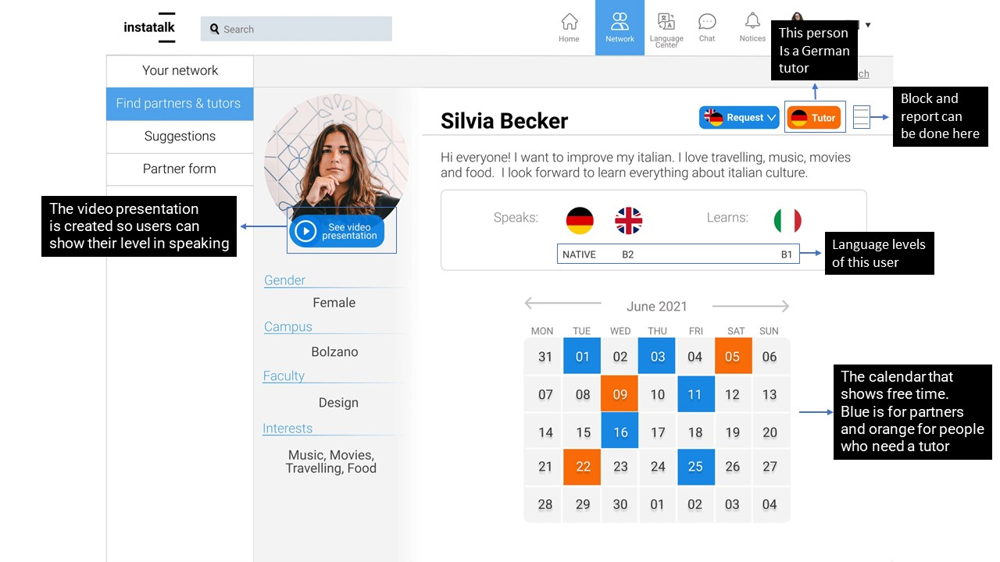 instatalk
Search
Home
Network
Language
Center
Chat
Notices
This person
Is a German
tutor
Your network
Find partners & tutors
Suggestions
Partner form
Silvia Becker
Request
Tutor
Block and
report can
be done here
Hi everyone! I want to improve my italian. I love travelling, music, movies
and food. I look forward to learn everything about italian culture.
The video presentation
is created so users can
show their level in speaking
See video
presentation
Speaks:
Learns:
NATIVE B2 B1
Language levels
of this user
Gender
Female
Campus
Bolzano
Faculty
Design
Interests
Music, Movies,
Travelling, Food
June 2021
MON TUE WED THU FRI SAT SUN
31 01 02 03 04 05 06
07 08 09 10 11 12 13
14 15 16 17 18 19 20
21 22 23 24 25 26 27
28 29 30 01 02 03 04
The calendar that
shows free time.
Blue is for partners
and orange for people
who need a tutor